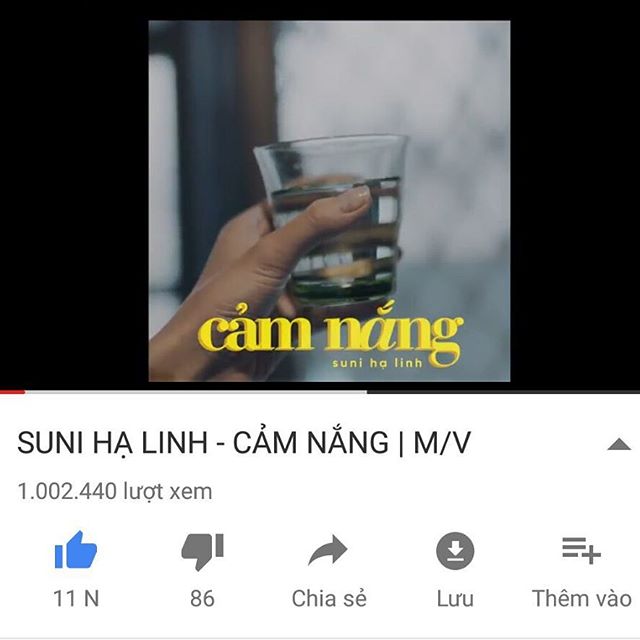 cảm nắng
suni hạ linh
SUNI HẠ LINH - CẢM NẮNG | M/V
1.002.440 lượt xem
11 N
86
Chia sẻ
Lưu
Thêm vào